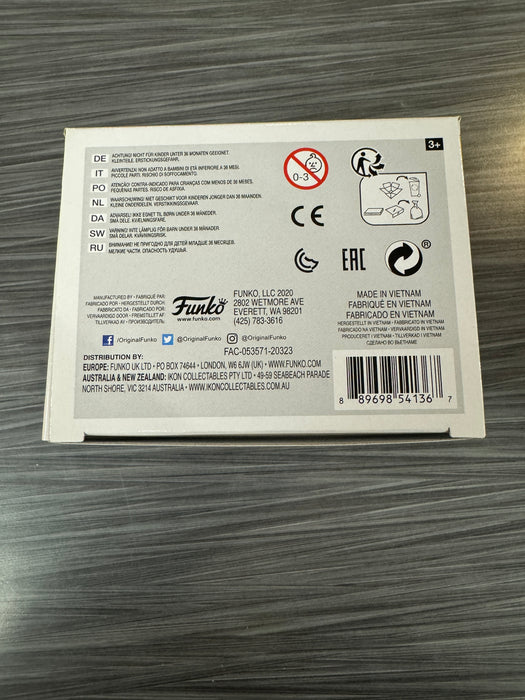 DE ACHTUNG! NICHT FÜR KINDER UNTER 36 MONATEN GEEIGNET.
KLEINTEILE. ERSTICKUNGSGEFAHR.
IT AVVERTENZA! NON ADATTO A BAMBINI DI ETÀ INFERIORE A 36 MESI.
PICCOLE PARTI. RISCHIO DI SOFFOCAMENTO.
PO ATENÇÃO: CONTRA-INDICADO PARA CRIANÇAS COM MENOS DE 36 MESES.
PEQUENAS PARTES. RISCO DE ASFIXIA.
NL WAARSCHUWING: NIET GESCHIKT VOOR KINDEREN JONGER DAN 36 MAANDEN.
KLEINE ONDERDELEN. VERSTIKKINGSGEVAAR.
DA ADVARSEL! IKKE EGNET TIL BØRN UNDER 36 MÅNEDER.
SMÅ DELE. KVÆLNINGSFARE.
SW VARNING! INTE LÄMPLIG FÖR BARN UNDER 36 MÅNADER.
SMÅ DELAR. KVÄVNINGSRISK.
RU ВНИМАНИЕ! НЕ ПРИГОДНО ДЛЯ ДЕТЕЙ МЛАДШЕ 36 МЕСЯЦЕВ.
МЕЛКИЕ ЧАСТИ. ОПАСНОСТЬ УДУШЬЯ.
0-3
3+
CE
EAC
®
MANUFACTURED BY • FABRIQUÉ PAR:
FABRICADO POR • HERGESTELLT DURCH:
FABBRICATO DA • FABRICADO POR:
VERVAARDIGD DOOR • FREMSTILLET AF
TILLVERKAD AV • ПРОИЗВОДИТЕЛЬ:
Funko
www.funko.com
FUNKO, LLC 2020
2802 WETMORE AVE
EVERETT, WA 98201
(425) 783-3616
MADE IN VIETNAM
FABRIQUÉ EN VIETNAM
FABRICADO EN VIETNAM
HERGESTELLT IN VIETNAM • FABBRICATO IN VIETNAM
FABRICADO NA VIETNAM • VERVAARDIGD IN VIETNAM
PRODUCERET I VIETNAM • TILLVERKAD I VIETNAM
СДЕЛАНО ВО ВЬЕТНАМЕ
/OriginalFunko @OriginalFunko @OriginalFunko
FAC-053571-20323
DISTRIBUTION BY:
EUROPE: FUNKO UK LTD • PO BOX 74644 • LONDON, W6 6JW (UK) • WWW.FUNKO.COM
AUSTRALIA & NEW ZEALAND: IKON COLLECTABLES PTY LTD • 49-59 SEABEACH PARADE
NORTH SHORE, VIC 3214 AUSTRALIA • WWW.IKONCOLLECTABLES.COM.AU
8 89698 54136 7